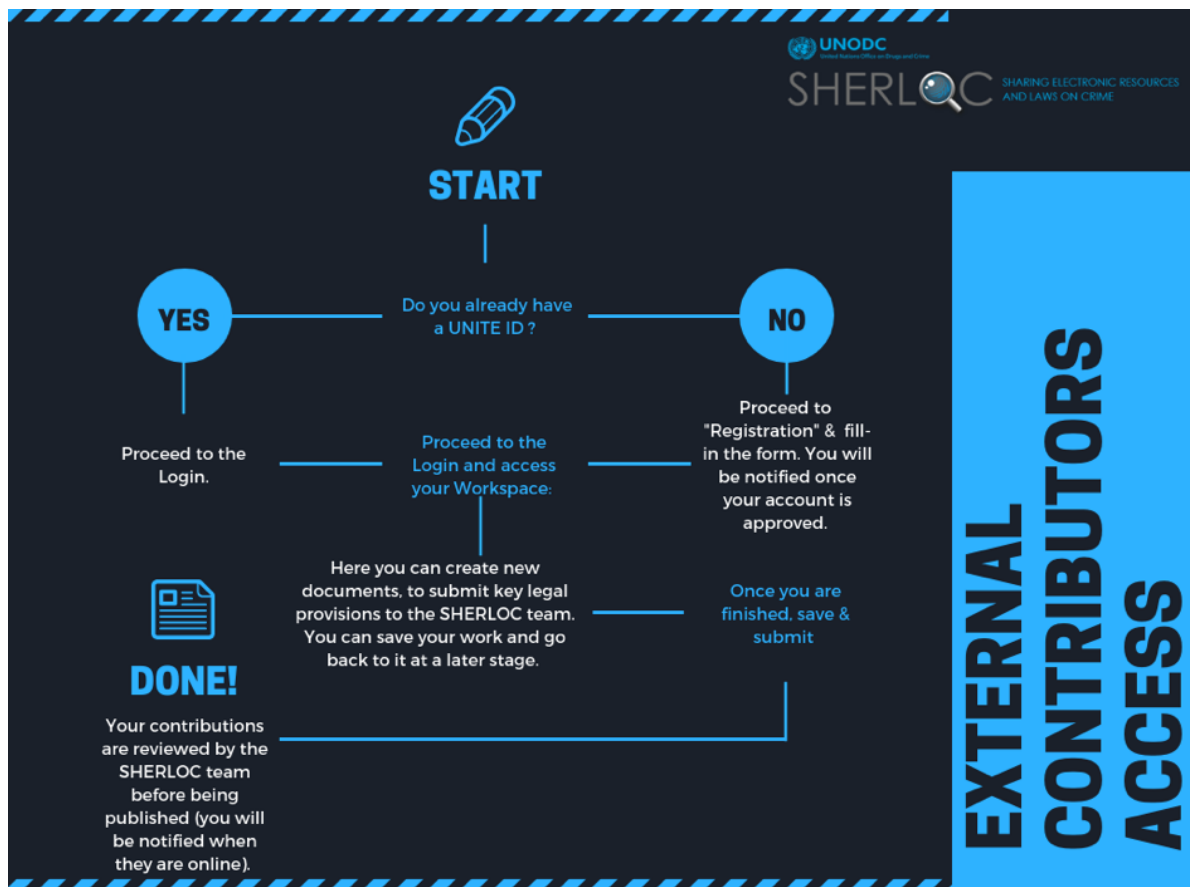 UNODC
United Nations Office on Drugs and Crime
SHERLOC
SHARING ELECTRONIC RESOURCES
AND LAWS ON CRIME
START
Do you already have
a UNITE ID ?
YES
NO
Proceed to the
Login.
Proceed to the
Login and access
your Workspace:
Proceed to
"Registration" & fill-
in the form. You will
be notified once
your account is
approved.
Here you can create new
documents, to submit key legal
provisions to the SHERLOC team.
You can save your work and go
back to it at a later stage.
Once you are
finished, save &
submit
DONE!
Your contributions
are reviewed by the
SHERLOC team
before being
published (you will
be notified when
they are online).
EXTERNAL
CONTRIBUTORS
ACCESS